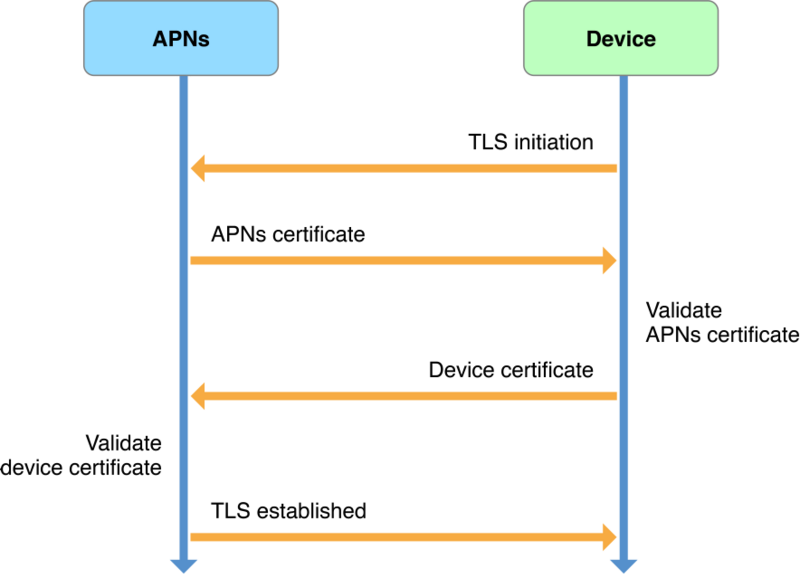 APNs
Device
TLS initiation
APNs certificate
Validate
APNs certificate
Device certificate
Validate
device certificate
TLS established